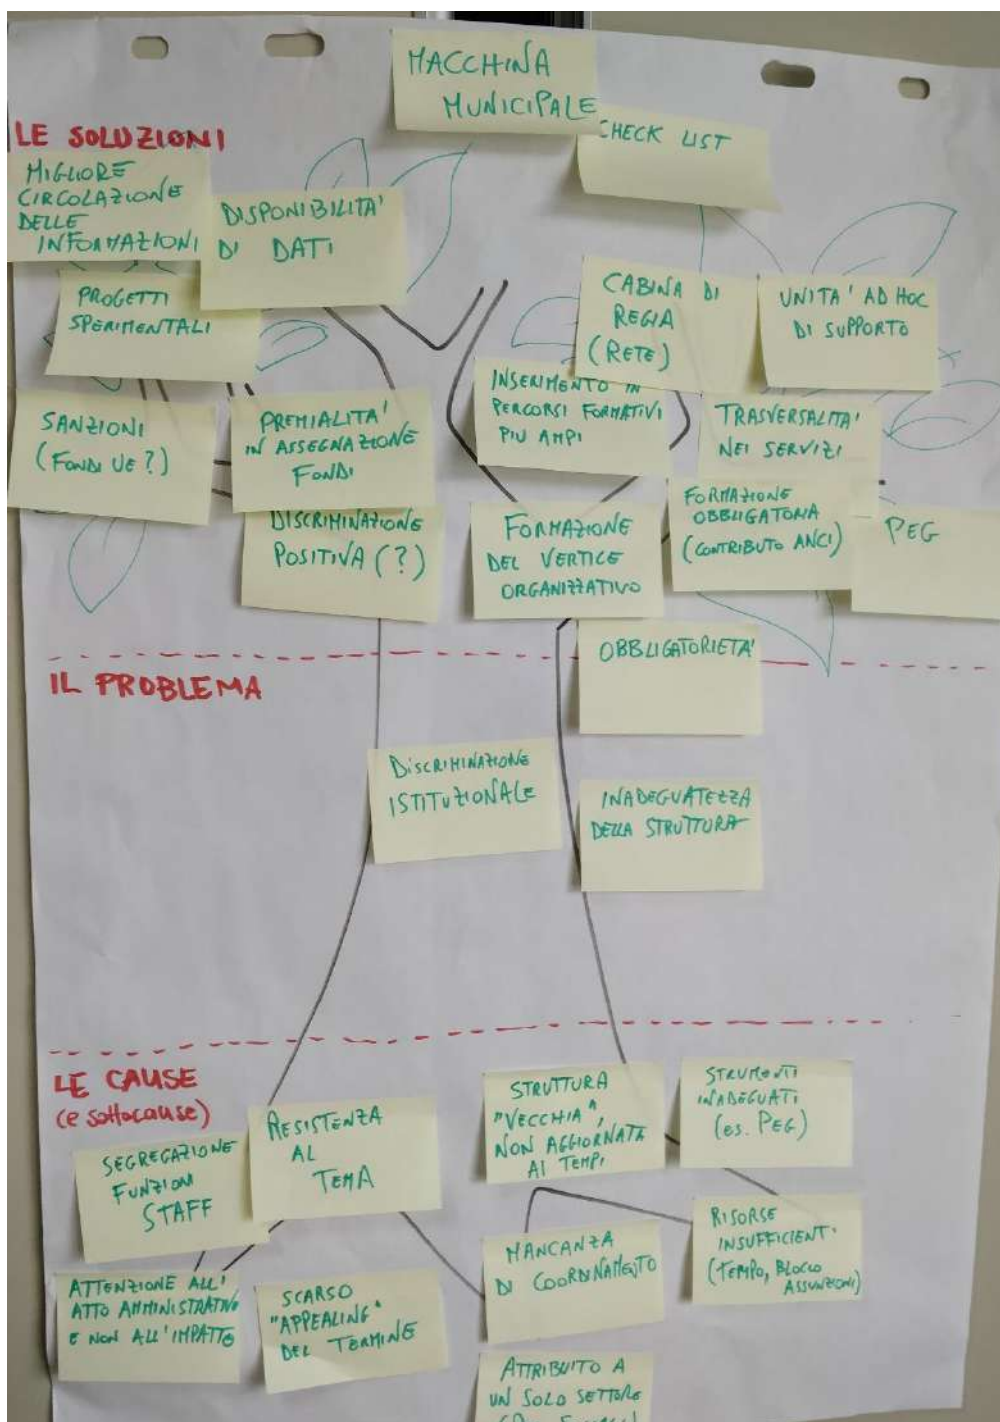 MACCHINA
MUNICIPALE
CHECK LIST
LE SOLUZIONI
MIGLIORE
CIRCOLAZIONE
DELLE
INFORMAZIONI
DISPONIBILITA'
DI DATI
PROGETTI
SPERIMENTALI
CABINA DI
REGIA
(RETE)
UNITA' AD HOC
DI SUPPORTO
SANZIONI
(FONDI UE?)
PREMIALITA'
IN ASSEGNAZIONE
FONDI
INSERIMENTO IN
PERCORSI FORMATIVI
PIU AMPI
TRASVERSALITA'
NEI SERVIZI
DISCRIMINAZIONE
POSITIVA (?)
FORMAZIONE
DEL VERTICE
ORGANIZZATIVO
FORMAZIONE
OBBLIGATORIA
(CONTRIBUTO ANCI)
PEG
OBBLIGATORIETA'
IL PROBLEMA
DISCRIMINAZIONE
ISTITUZIONALE
INADEGUATEZZA
DELLA STRUTTURA
LE CAUSE
(e sottocause)
SEGREGAZIONE
FUNZIONI
STAFF
RESISTENZA
AL
TEMA
STRUTTURA
"VECCHIA",
NON AGGIORNATA
AI TEMPI
STRUMENTI
INADEGUATI
(es. PEG)
ATTENZIONE ALL'
ATTO AMMINISTRATIVO
E NON ALL'IMPATTO
SCARSO
"APPEALING"
DEL TERMINE
MANCANZA
DI COORDINAMENTO
RISORSE
INSUFFICIENTI
(TEMPO, BLOCCO
ASSUNZIONI)
ATTRIBUITO A
UN SOLO SETTORE